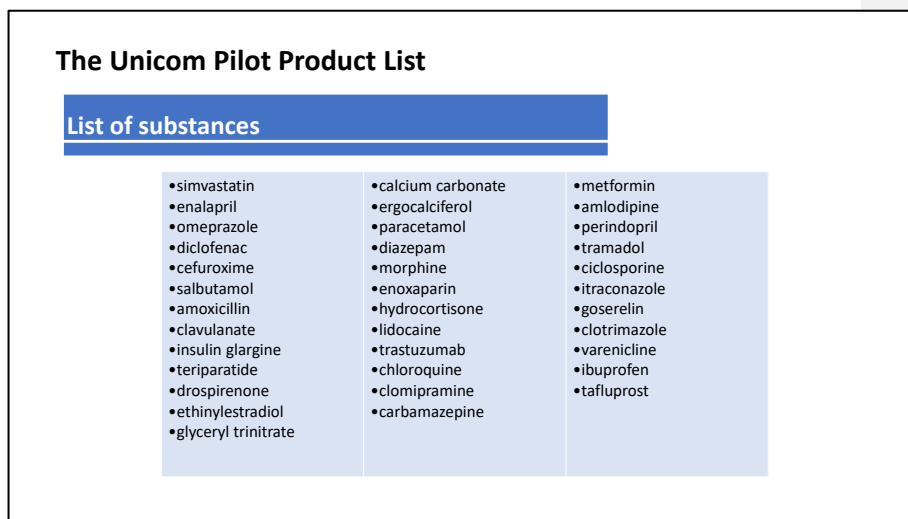 The Unicom Pilot Product List
List of substances
•simvastatin
•enalapril
•omeprazole
•diclofenac
•cefuroxime
•salbutamol
•amoxicillin
•clavulanate
•insulin glargine
•teriparatide
•drospirenone
•ethinylestradiol
•glyceryl trinitrate
•calcium carbonate
•ergocalciferol
•paracetamol
•diazepam
•morphine
•enoxaparin
•hydrocortisone
•lidocaine
•trastuzumab
•chloroquine
•clomipramine
•carbamazepine
•metformin
•amlodipine
•perindopril
•tramadol
•ciclosporine
•itraconazole
•goserelin
•clotrimazole
•varenicline
•ibuprofen
•tafluprost